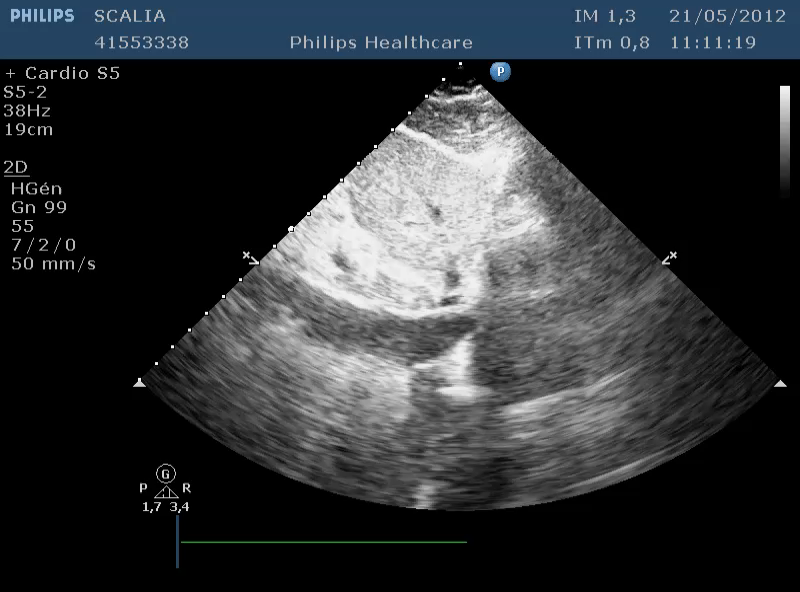 PHILIPS SCALIA IM 1,3 21/05/2012
41553338 Philips Healthcare ITm 0,8 11:11:19
+ Cardio S5
P
S5-2
38Hz
19cm
2D
HGén
Gn 99
55
7/2/0
50 mm/s
G
P R
1,7 3,4